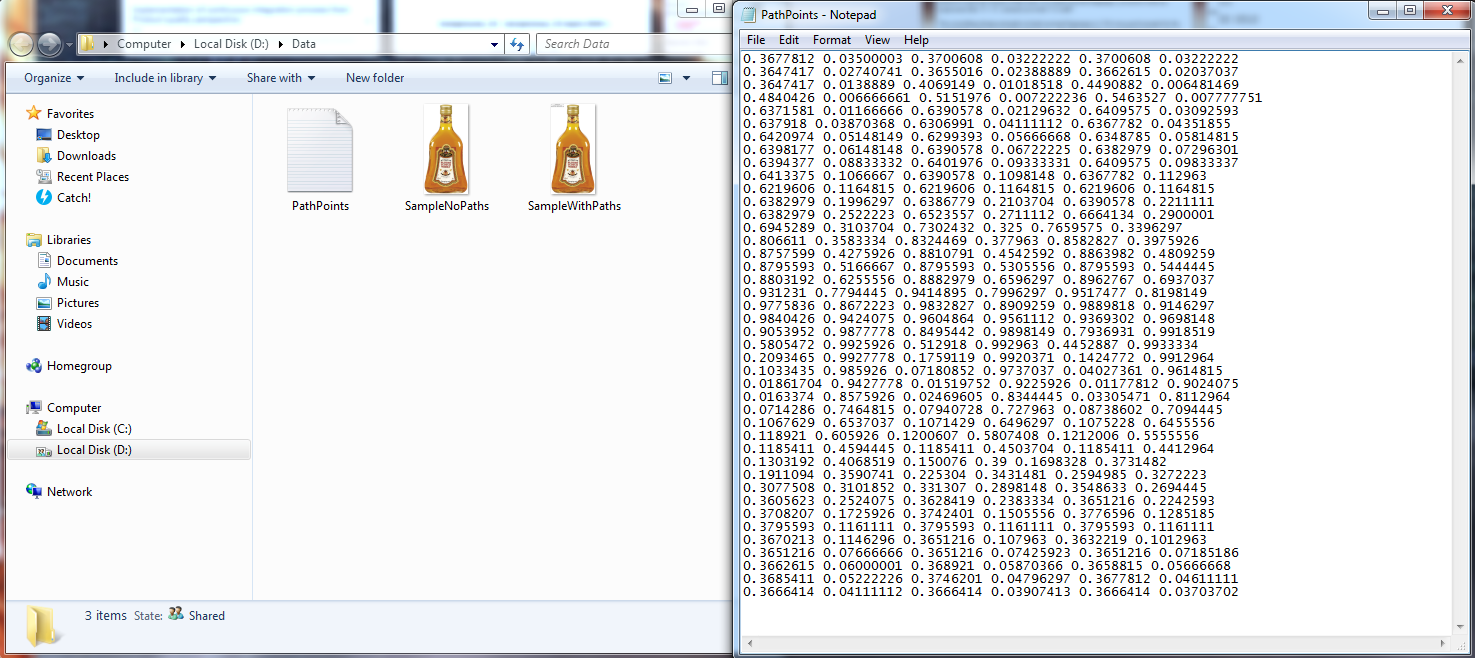 Computer
Local Disk (D:)
Data
Search Data
Organize
Include in library
Share with
New folder
Favorites
Desktop
Downloads
Recent Places
Catch!
Libraries
Documents
Music
Pictures
Videos
Homegroup
Computer
Local Disk (C:)
Local Disk (D:)
Network
PathPoints
SampleNoPaths
SampleWithPaths
3 items State: Shared
PathPoints - Notepad
File Edit Format View Help
0.3677812 0.03500003 0.3700608 0.03222222 0.3700608 0.03222222
0.3647417 0.02740741 0.3655016 0.02388889 0.3662615 0.02037037
0.3647417 0.0138889 0.4069149 0.01018518 0.4490882 0.006481469
0.4840426 0.006666661 0.5151976 0.007222236 0.5463527 0.007777751
0.6371581 0.01166666 0.6390578 0.02129632 0.6409575 0.03092593
0.637918 0.03870368 0.6306991 0.04111112 0.6367782 0.04351855
0.6420974 0.05148149 0.6299393 0.05666668 0.6348785 0.05814815
0.6398177 0.06148148 0.6390578 0.06722225 0.6382979 0.07296301
0.6394377 0.08833332 0.6401976 0.09333331 0.6409575 0.09833337
0.6413375 0.1066667 0.6390578 0.1098148 0.6367782 0.112963
0.6219606 0.1164815 0.6219606 0.1164815 0.6219606 0.1164815
0.6382979 0.1996297 0.6386779 0.2103704 0.6390578 0.2211111
0.6382979 0.2522223 0.6523557 0.2711112 0.6664134 0.2900001
0.6945289 0.3103704 0.7302432 0.325 0.7659575 0.3396297
0.806611 0.3583334 0.8324469 0.377963 0.8582827 0.3975926
0.8757599 0.4275926 0.8810791 0.4542592 0.8863982 0.4809259
0.8795593 0.5166667 0.8795593 0.5305556 0.8795593 0.5444445
0.8803192 0.6255556 0.8882979 0.6596297 0.8962767 0.6937037
0.931231 0.7794445 0.9414895 0.7996297 0.9517477 0.8198149
0.9775836 0.8672223 0.9832827 0.8909259 0.9889818 0.9146297
0.9840426 0.9424075 0.9604864 0.9561112 0.9369302 0.9698148
0.9053952 0.9877778 0.8495442 0.9898149 0.7936931 0.9918519
0.5805472 0.9925926 0.512918 0.992963 0.4452887 0.9933334
0.2093465 0.9927778 0.1759119 0.9920371 0.1424772 0.9912964
0.1033435 0.985926 0.07180852 0.9737037 0.04027361 0.9614815
0.01861704 0.9427778 0.01519752 0.9225926 0.01177812 0.9024075
0.0163374 0.8575926 0.02469605 0.8344445 0.03305471 0.8112964
0.0714286 0.7464815 0.07940728 0.727963 0.08738602 0.7094445
0.1067629 0.6537037 0.1071429 0.6496297 0.1075228 0.6455556
0.118921 0.605926 0.1200607 0.5807408 0.1212006 0.5555556
0.1185411 0.4594445 0.1185411 0.4503704 0.1185411 0.4412964
0.1303192 0.4068519 0.150076 0.39 0.1698328 0.3731482
0.1911094 0.3590741 0.225304 0.3431481 0.2594985 0.3272223
0.3077508 0.3101852 0.331307 0.2898148 0.3548633 0.2694445
0.3605623 0.2524075 0.3628419 0.2383334 0.3651216 0.2242593
0.3708207 0.1725926 0.3742401 0.1505556 0.3776596 0.1285185
0.3795593 0.1161111 0.3795593 0.1161111 0.3795593 0.1161111
0.3670213 0.1146296 0.3651216 0.107963 0.3632219 0.1012963
0.3651216 0.07666666 0.3651216 0.07425923 0.3651216 0.07185186
0.3662615 0.06000001 0.368921 0.05870366 0.3658815 0.05666668
0.3685411 0.05222226 0.3746201 0.04796297 0.3677812 0.04611111
0.3666414 0.04111112 0.3666414 0.03907413 0.3666414 0.03703702